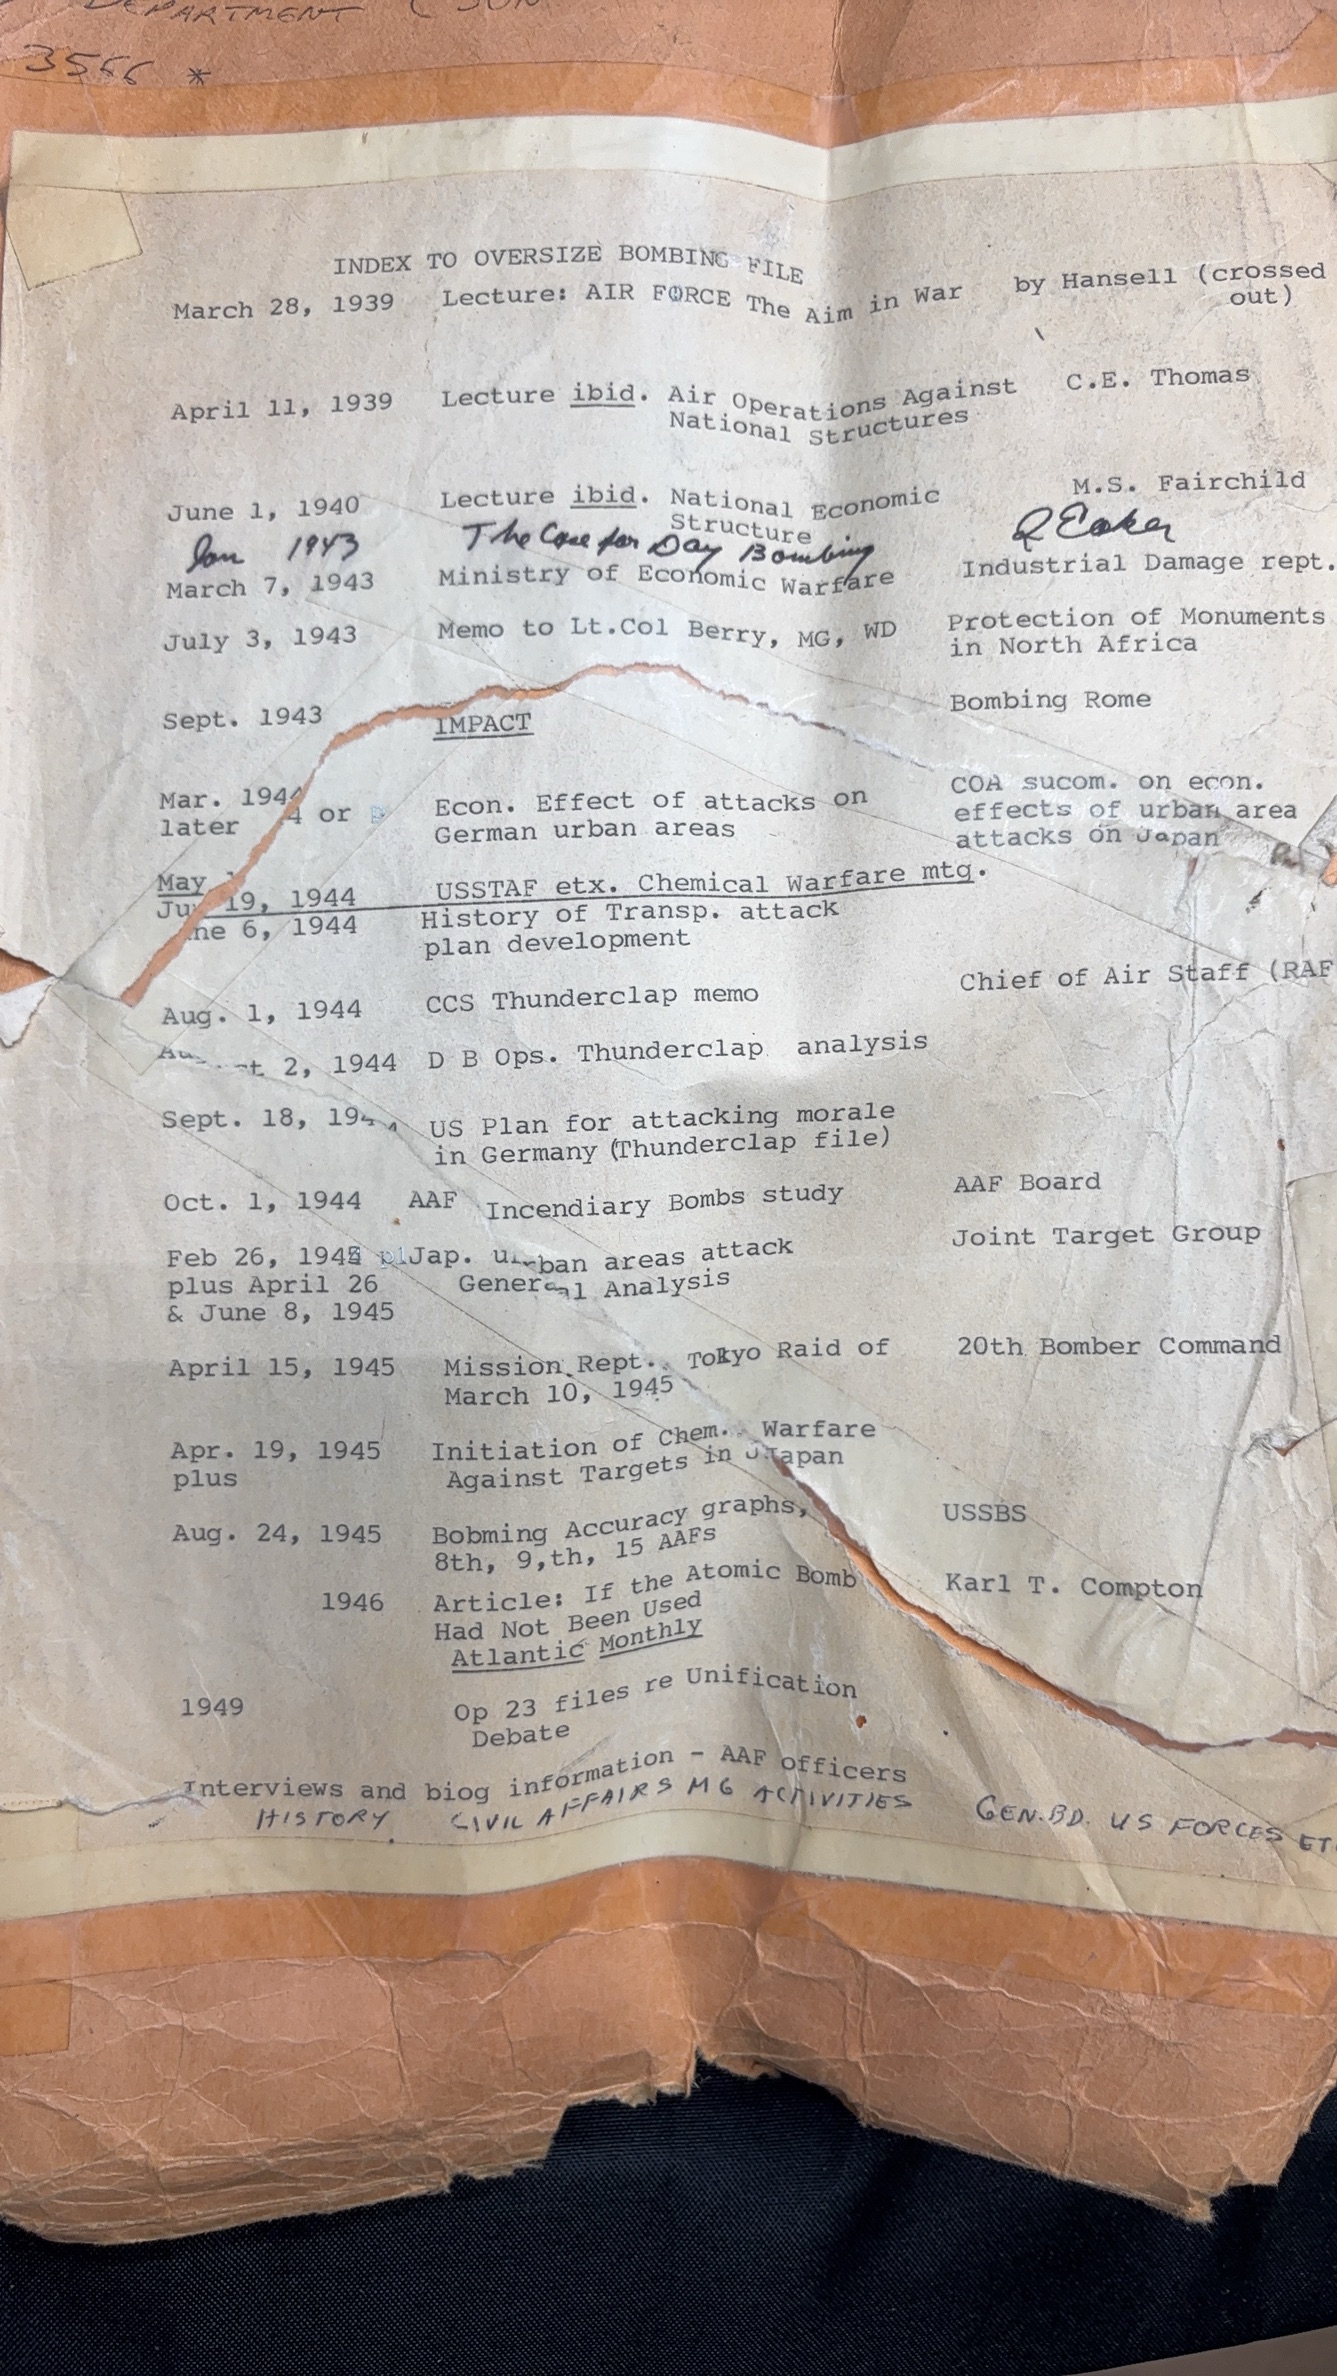 DEPARTMENT
INDEX TO OVERSIZE BOMBING FILE
March 28, 1939 Lecture: AIR FORCE The Aim in War by Hansell (crossed
out)
April 11, 1939 Lecture ibid. Air Operations Against C.E. Thomas
National Structures
June 1, 1940 Lecture ibid. National Economic M.S. Fairchild
Structure
Jan 1943 The Case for Day Bombing Eaker
March 7, 1943 Ministry of Economic Warfare Industrial Damage rept.
July 3, 1943 Memo to Lt.Col Berry, MG, WD Protection of Monuments
in North Africa
Sept. 1943 IMPACT Bombing Rome
Mar. 1944 or Econ. Effect of attacks on COA sucom. on econ.
later German urban areas effects of urban area
attacks on Japan
May 19, 1944 USSTAF etx. Chemical Warfare mtg.
June 6, 1944 History of Transp. attack
plan development
Aug. 1, 1944 CCS Thunderclap memo Chief of Air Staff (RAF
August 2, 1944 D B Ops. Thunderclap analysis
Sept. 18, 1944 US Plan for attacking morale
in Germany (Thunderclap file)
Oct. 1, 1944 AAF Incendiary Bombs study AAF Board
Feb 26, 1945 Jap. urban areas attack Joint Target Group
plus April 26 General Analysis
& June 8, 1945
April 15, 1945 Mission Rept. Tokyo Raid of 20th Bomber Command
March 10, 1945
Apr. 19, 1945 Initiation of Chem. Warfare
plus Against Targets in Japan
Aug. 24, 1945 Bobming Accuracy graphs, USSBS
8th, 9,th, 15 AAFs
1946 Article: If the Atomic Bomb Karl T. Compton
Had Not Been Used
Atlantic Monthly
1949 Op 23 files re Unification
Debate
Interviews and biog information - AAF officers
HISTORY CIVIL AFFAIRS MG ACTIVITIES GEN.BD. US FORCES